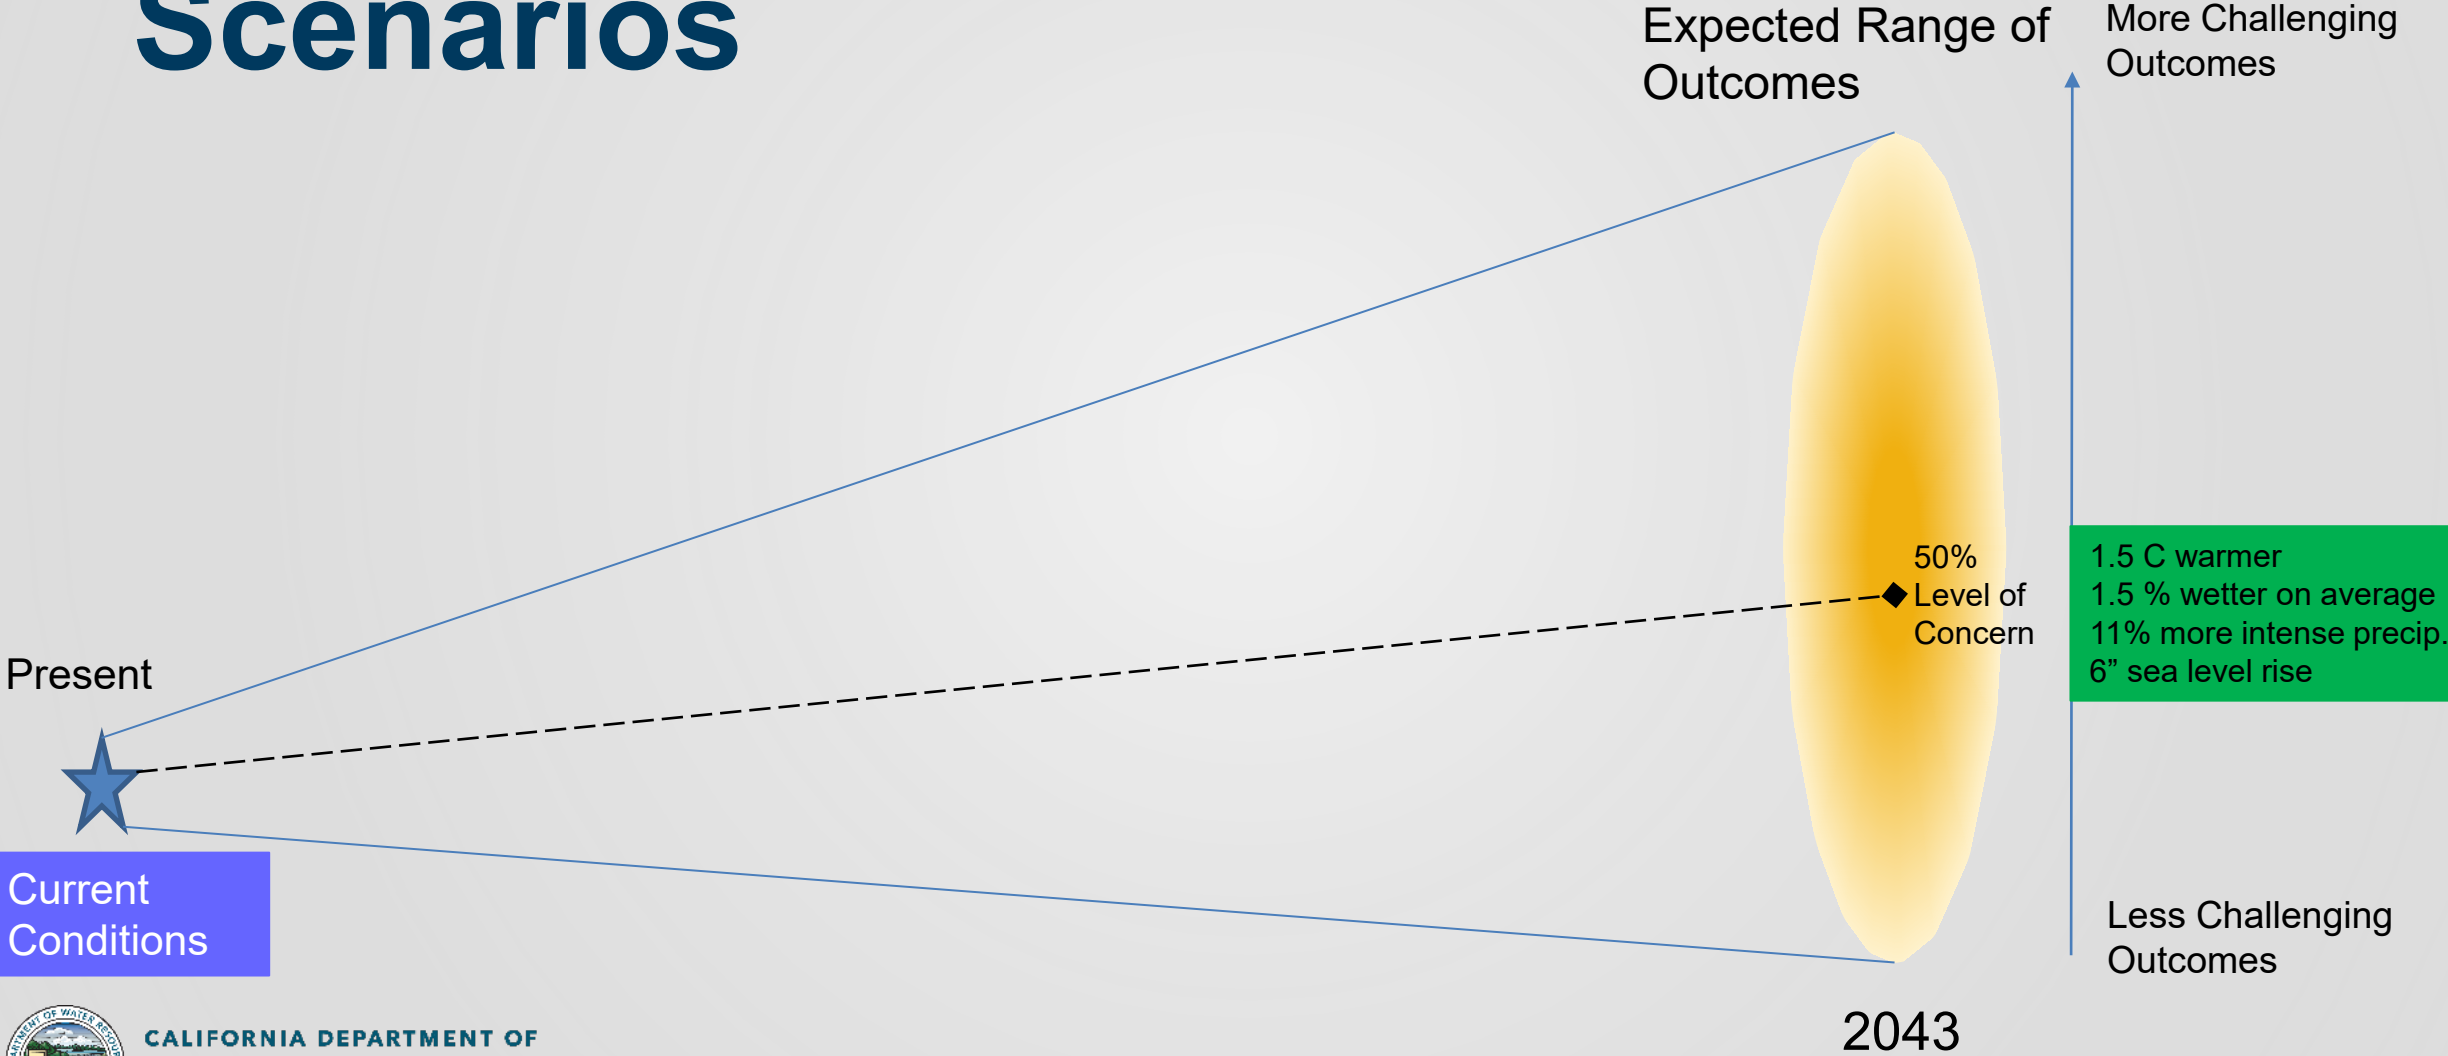 Scenarios
Expected Range of
Outcomes
More Challenging
Outcomes
50%
Level of
Concern
1.5 C warmer
1.5 % wetter on average
11% more intense precip.
6” sea level rise
Present
Current
Conditions
Less Challenging
Outcomes
2043
CALIFORNIA DEPARTMENT OF